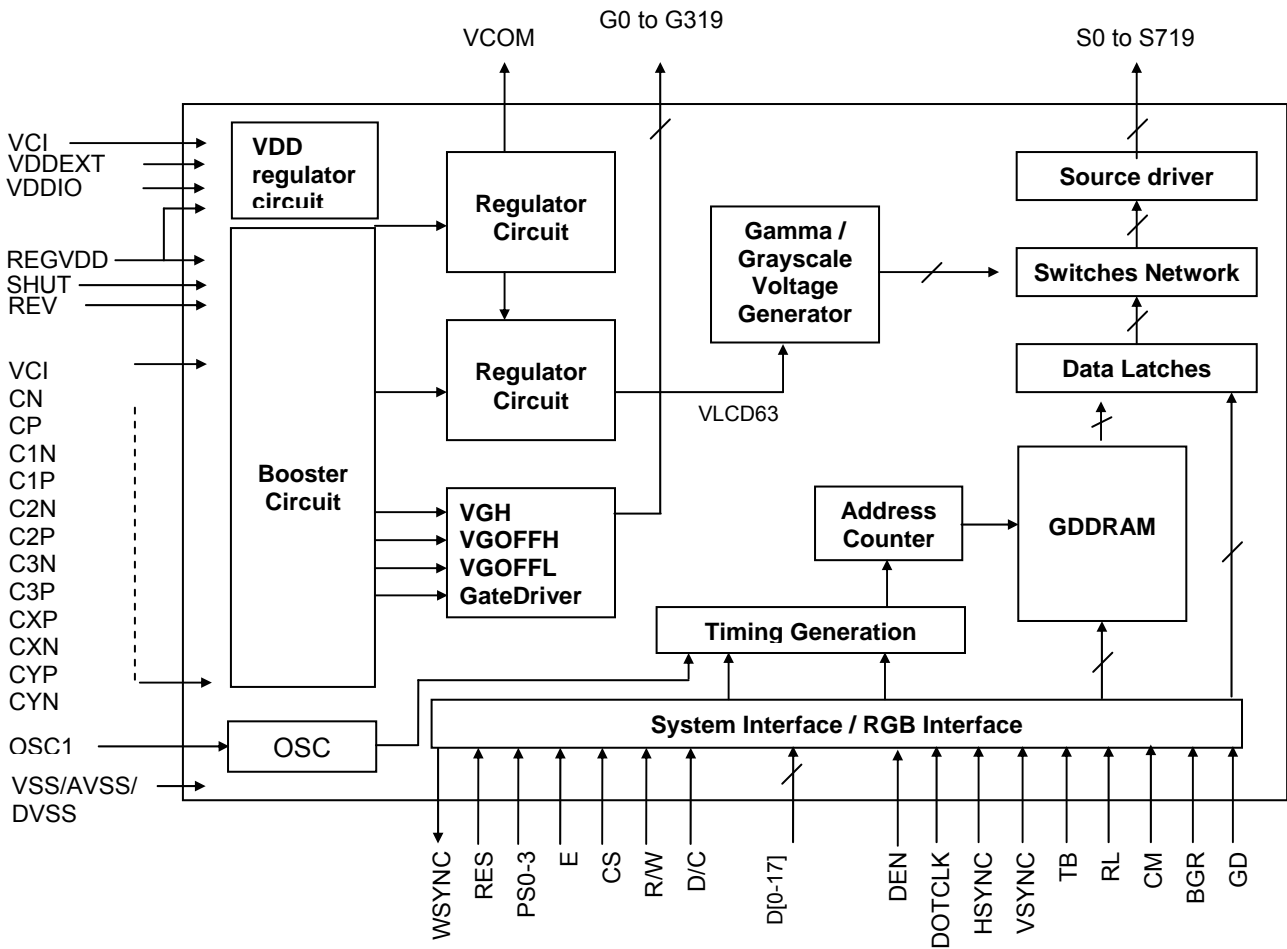 G0 to G319
VCOM
S0 to S719
VCI
VDDEXT
VDDIO
REGVDD
SHUT
REV
VCI
CN
CP
C1N
C1P
C2N
C2P
C3N
C3P
CXP
CXN
CYP
CYN
OSC1
VSS/AVSS/
DVSS
VDD
regulator
circuit
Booster
Circuit
OSC
Regulator
Circuit
Regulator
Circuit
VGH
VGOFFH
VGOFFL
GateDriver
VLCD63
Gamma /
Grayscale
Voltage
Generator
Source driver
Switches Network
Data Latches
GDDRAM
Address
Counter
Timing Generation
System Interface / RGB Interface
WSYNC
RES
PS0-3
E
CS
R/W
D/C
D[0-17]
DEN
DOTCLK
HSYNC
VSYNC
TB
RL
CM
BGR
GD